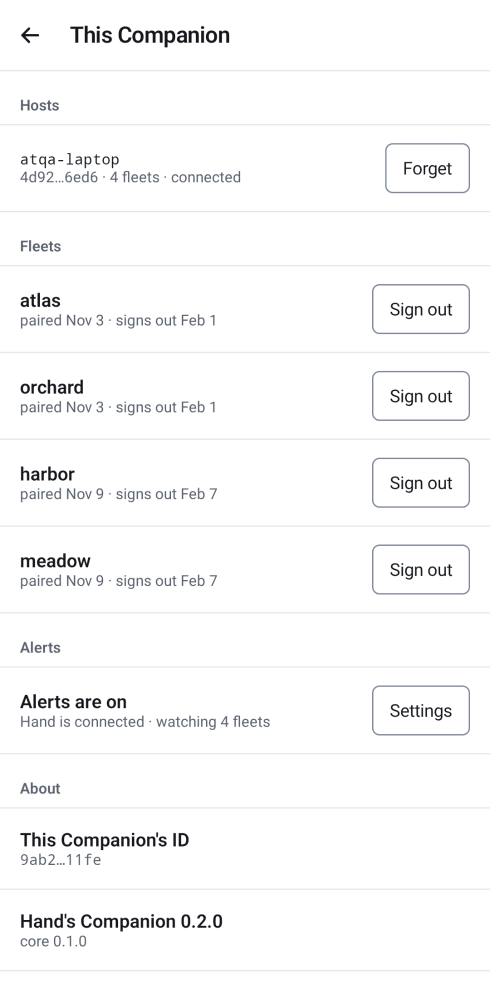 This Companion
Hosts
atqa-laptop
4d92…6ed6 · 4 fleets · connected
Forget
Fleets
atlas
paired Nov 3 · signs out Feb 1
Sign out
orchard
paired Nov 3 · signs out Feb 1
Sign out
harbor
paired Nov 9 · signs out Feb 7
Sign out
meadow
paired Nov 9 · signs out Feb 7
Sign out
Alerts
Alerts are on
Hand is connected · watching 4 fleets
Settings
About
This Companion's ID
9ab2…11fe
Hand's Companion 0.2.0
core 0.1.0